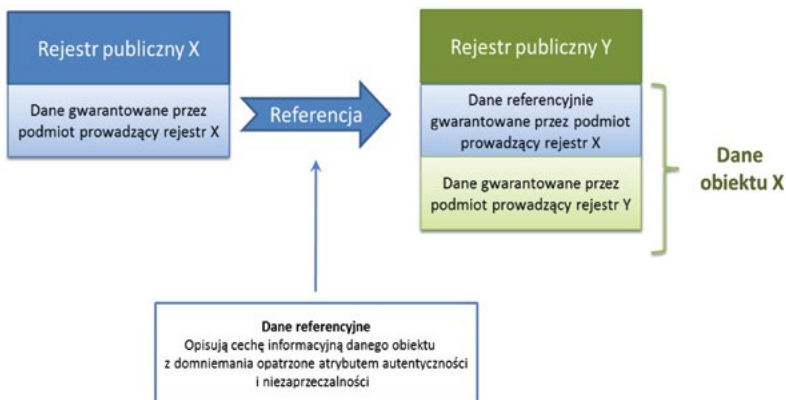 Rejestr publiczny X
Dane gwarantowane przez
podmiot prowadzący rejestr X
Referencja
Rejestr publiczny Y
Dane referencyjnie
gwarantowane przez podmiot
prowadzący rejestr X
Dane gwarantowane przez
podmiot prowadzący rejestr Y
Dane
obiektu X
Dane referencyjne
Opisują cechę informacyjną danego obiektu
z domniemania opatrzone atrybutem autentyczności
i niezaprzeczalności